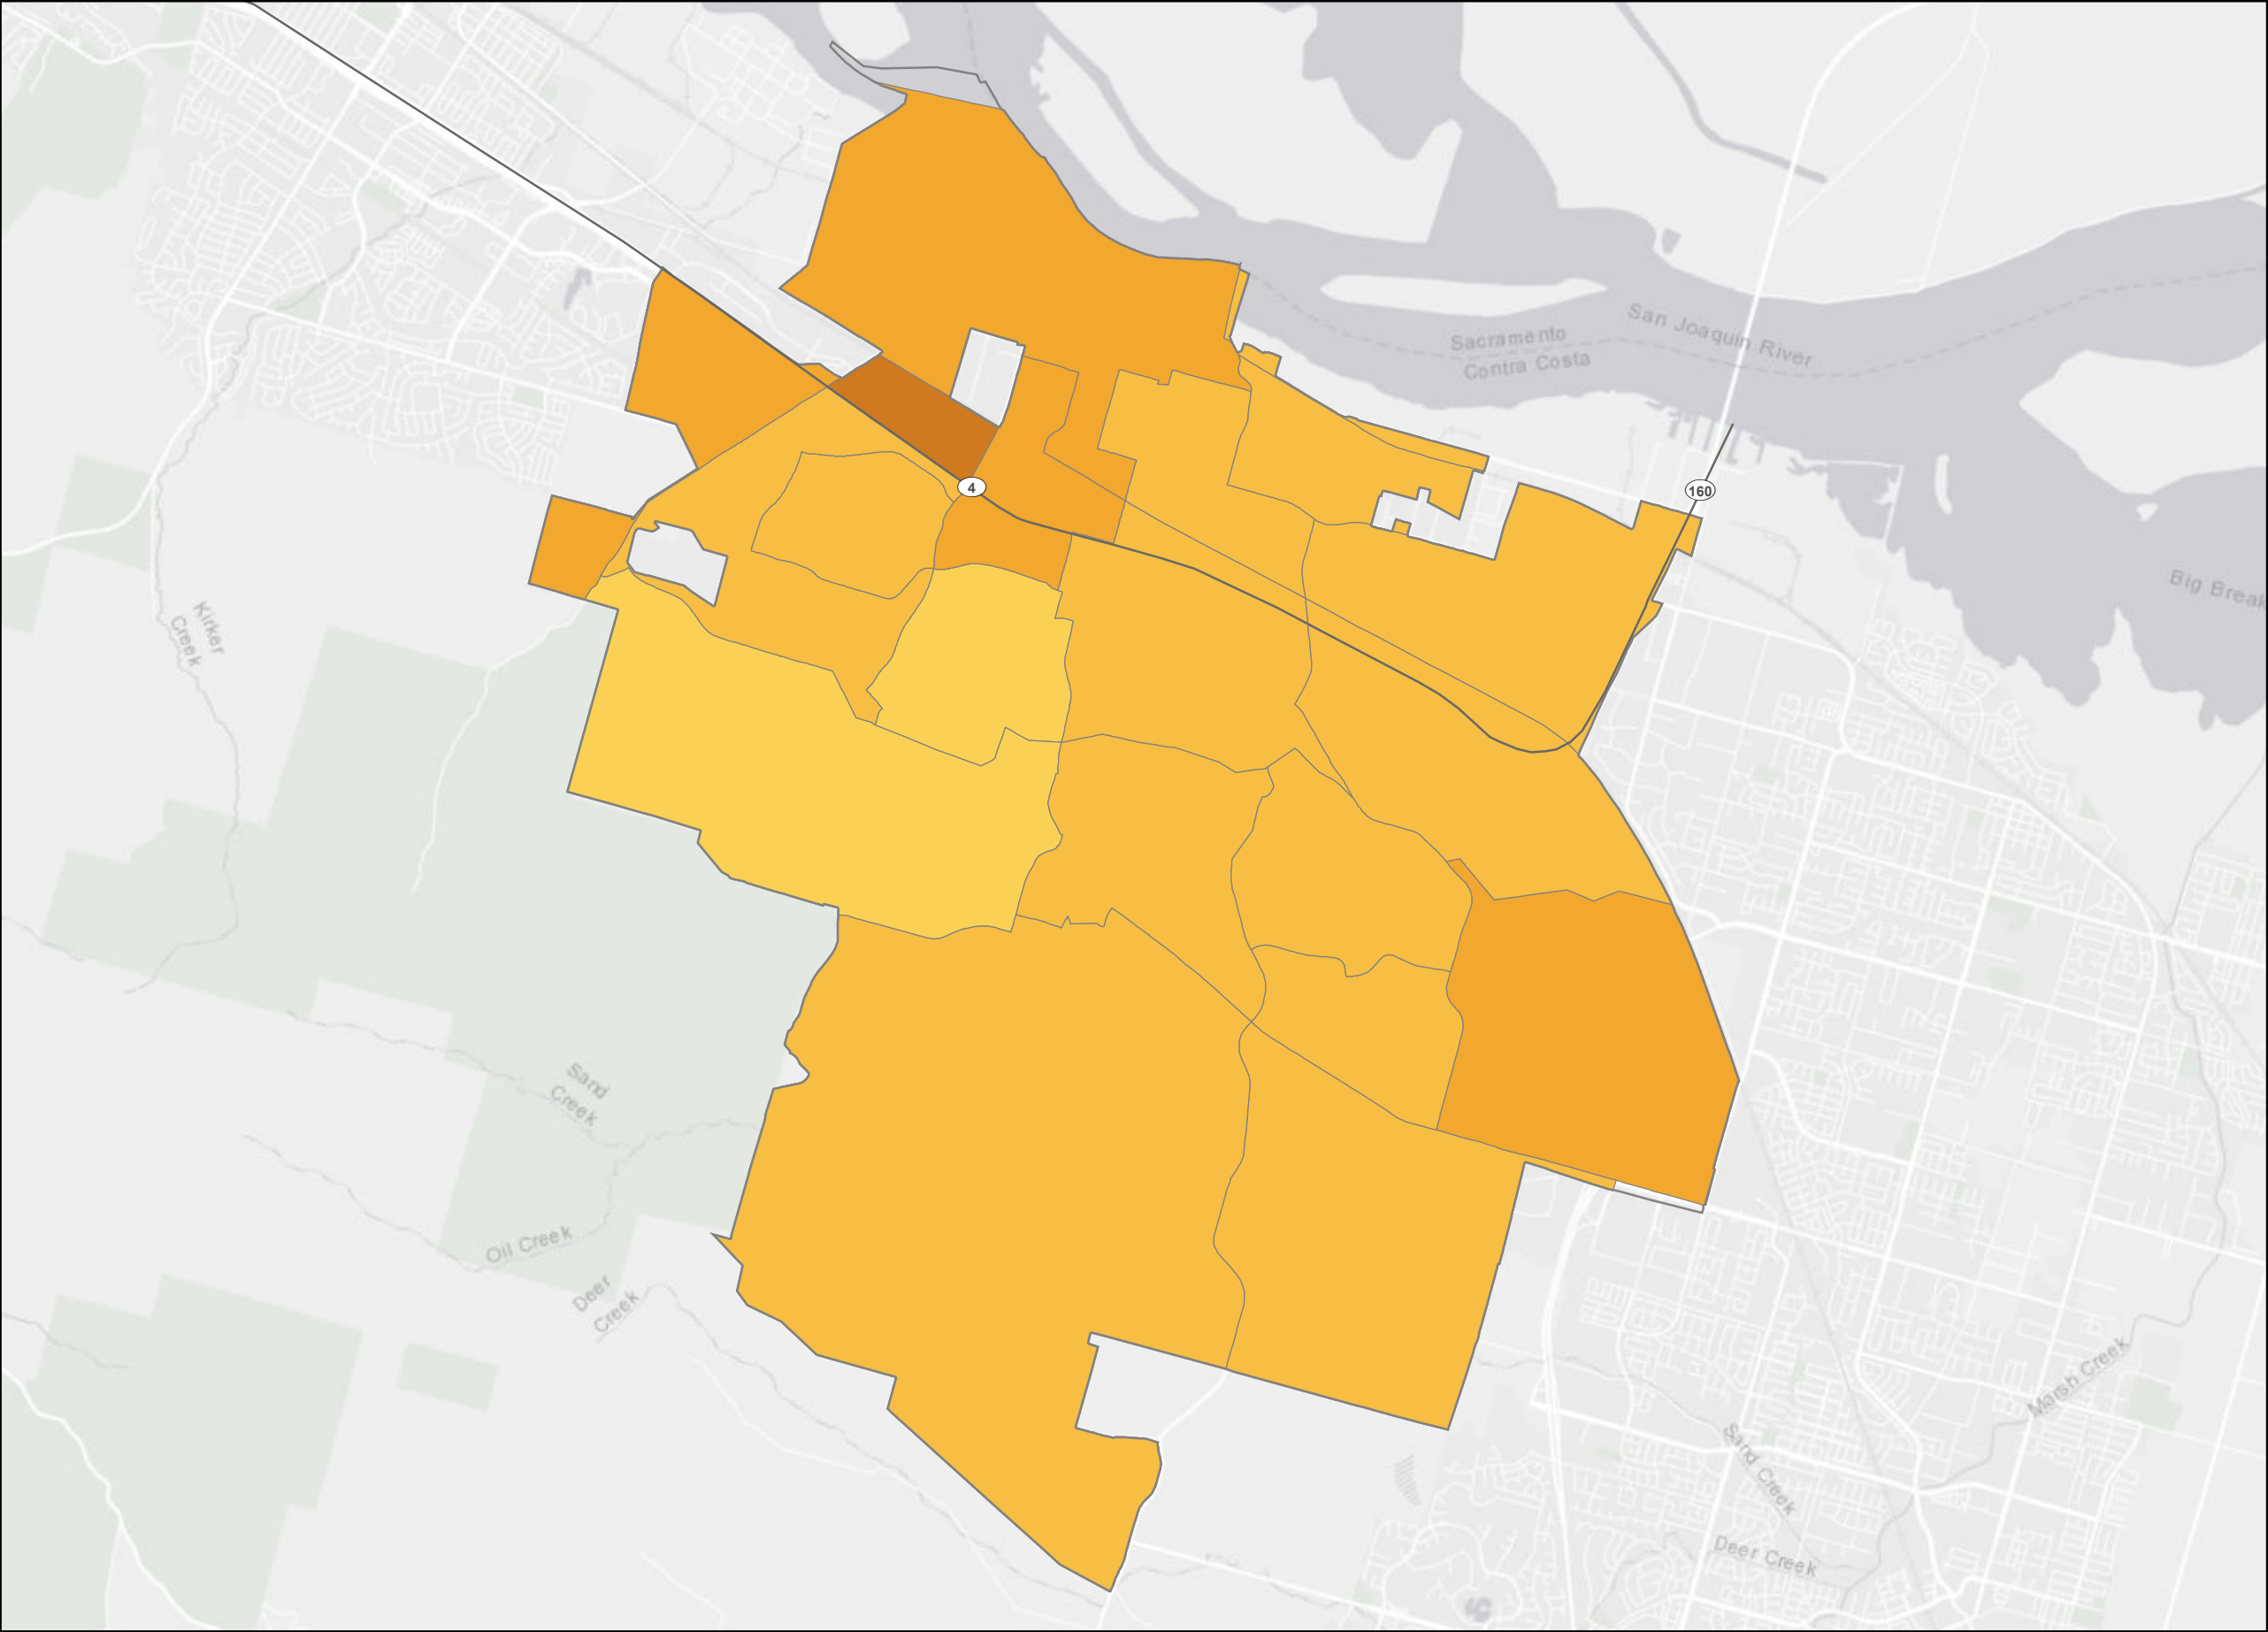 San Joaquin River
Sacramento
Contra Costa
4
160
Big Break
Kirker
Creek
Sand
Creek
Oil Creek
Deer
Creek
Marsh Creek
Sand Creek
Deer Creek